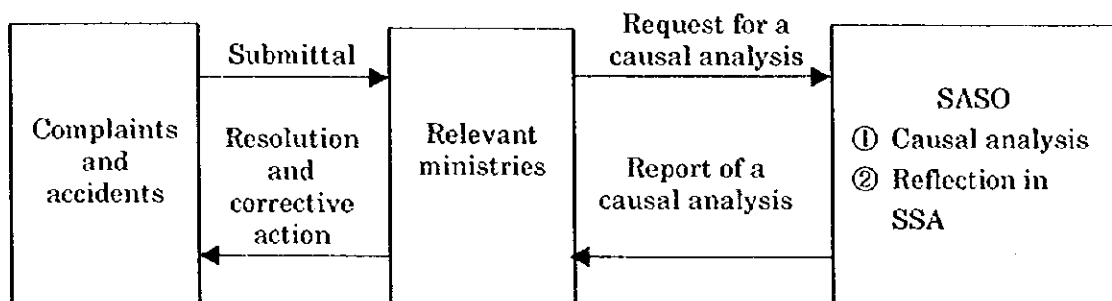 Complaints
and
accidents
Submittal
Resolution
and
corrective
action
Relevant
ministries
Request for a
causal analysis
Report of a
causal analysis
SASO
① Causal analysis
② Reflection in
SSA